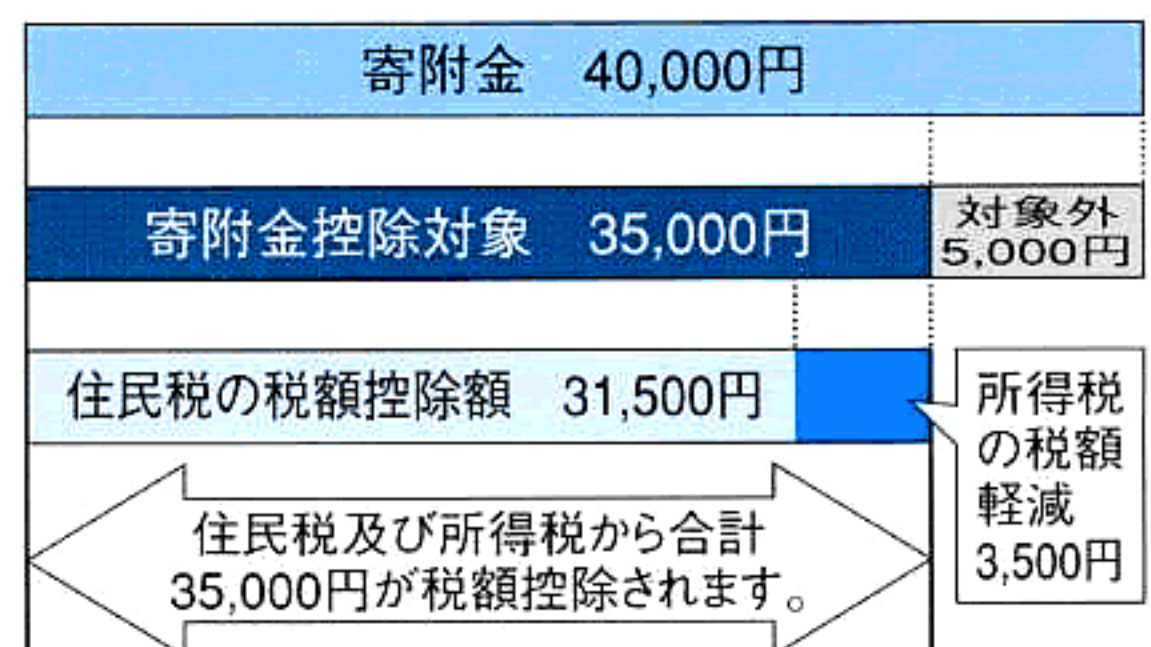 寄附金　40,000円
寄附金控除対象　35,000円
対象外
5,000円
住民税の税額控除額　31,500円
所得税
の税額
軽減
3,500円
住民税及び所得税から合計
35,000円が税額控除されます。